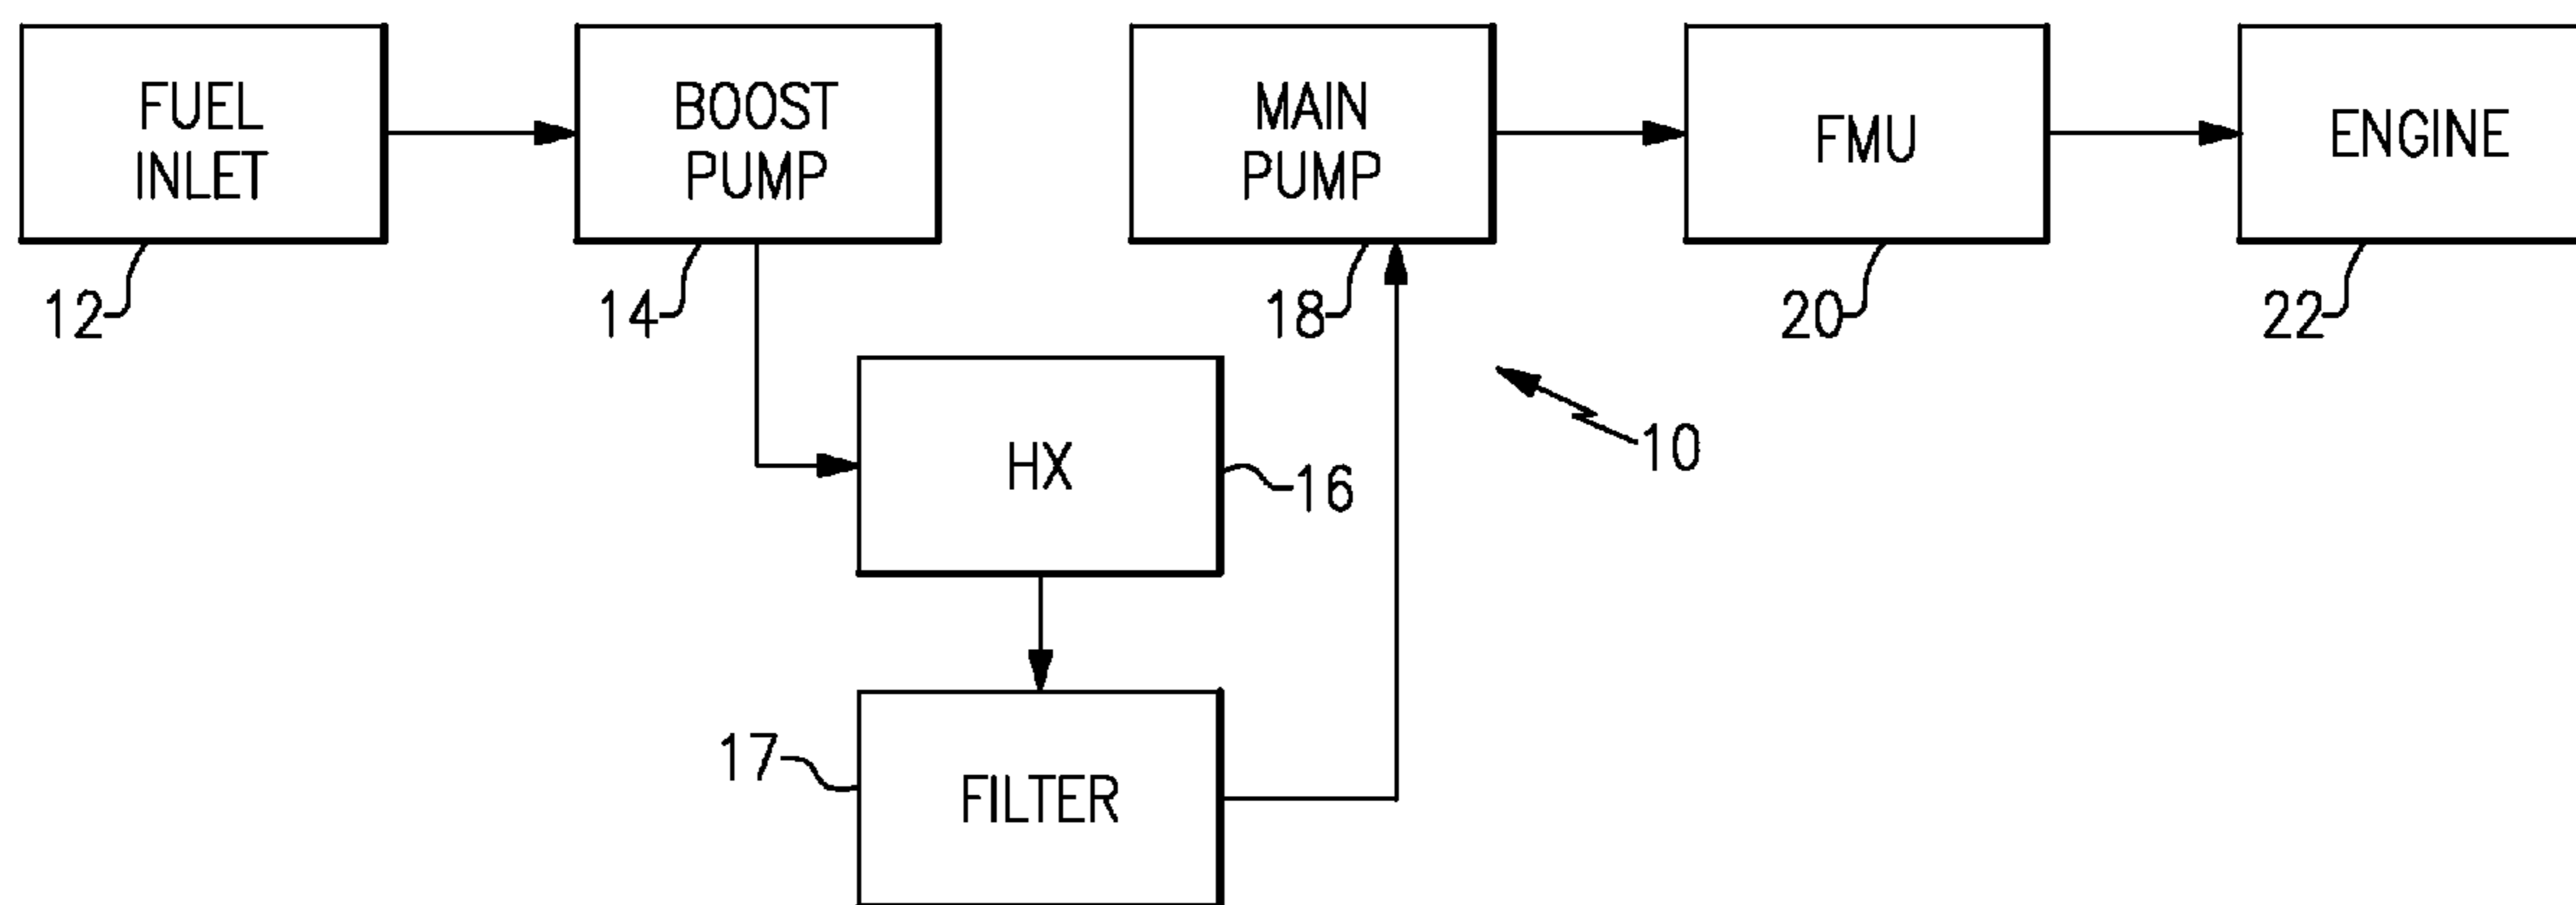 FUEL
INLET
BOOST
PUMP
MAIN
PUMP
FMU
ENGINE
12
14
18
20
22
HX
16
10
17
FILTER